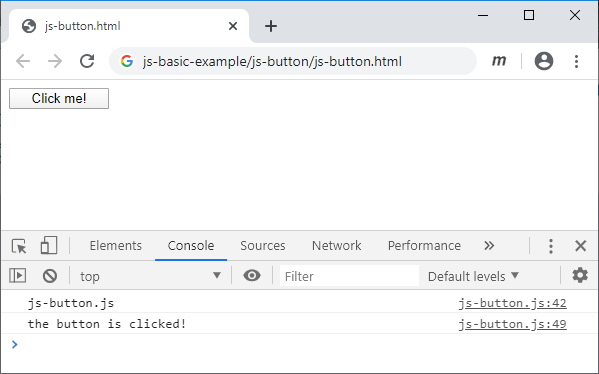 js-button.html
js-basic-example/js-button/js-button.html
m
Click me!
Elements Console Sources Network Performance
top Filter Default levels
js-button.js js-button.js:42
the button is clicked! js-button.js:49